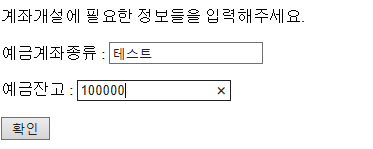 계좌개설에 필요한 정보들을 입력해주세요.
예금계좌종류 : 테스트
예금잔고 : 100000 ×
확인